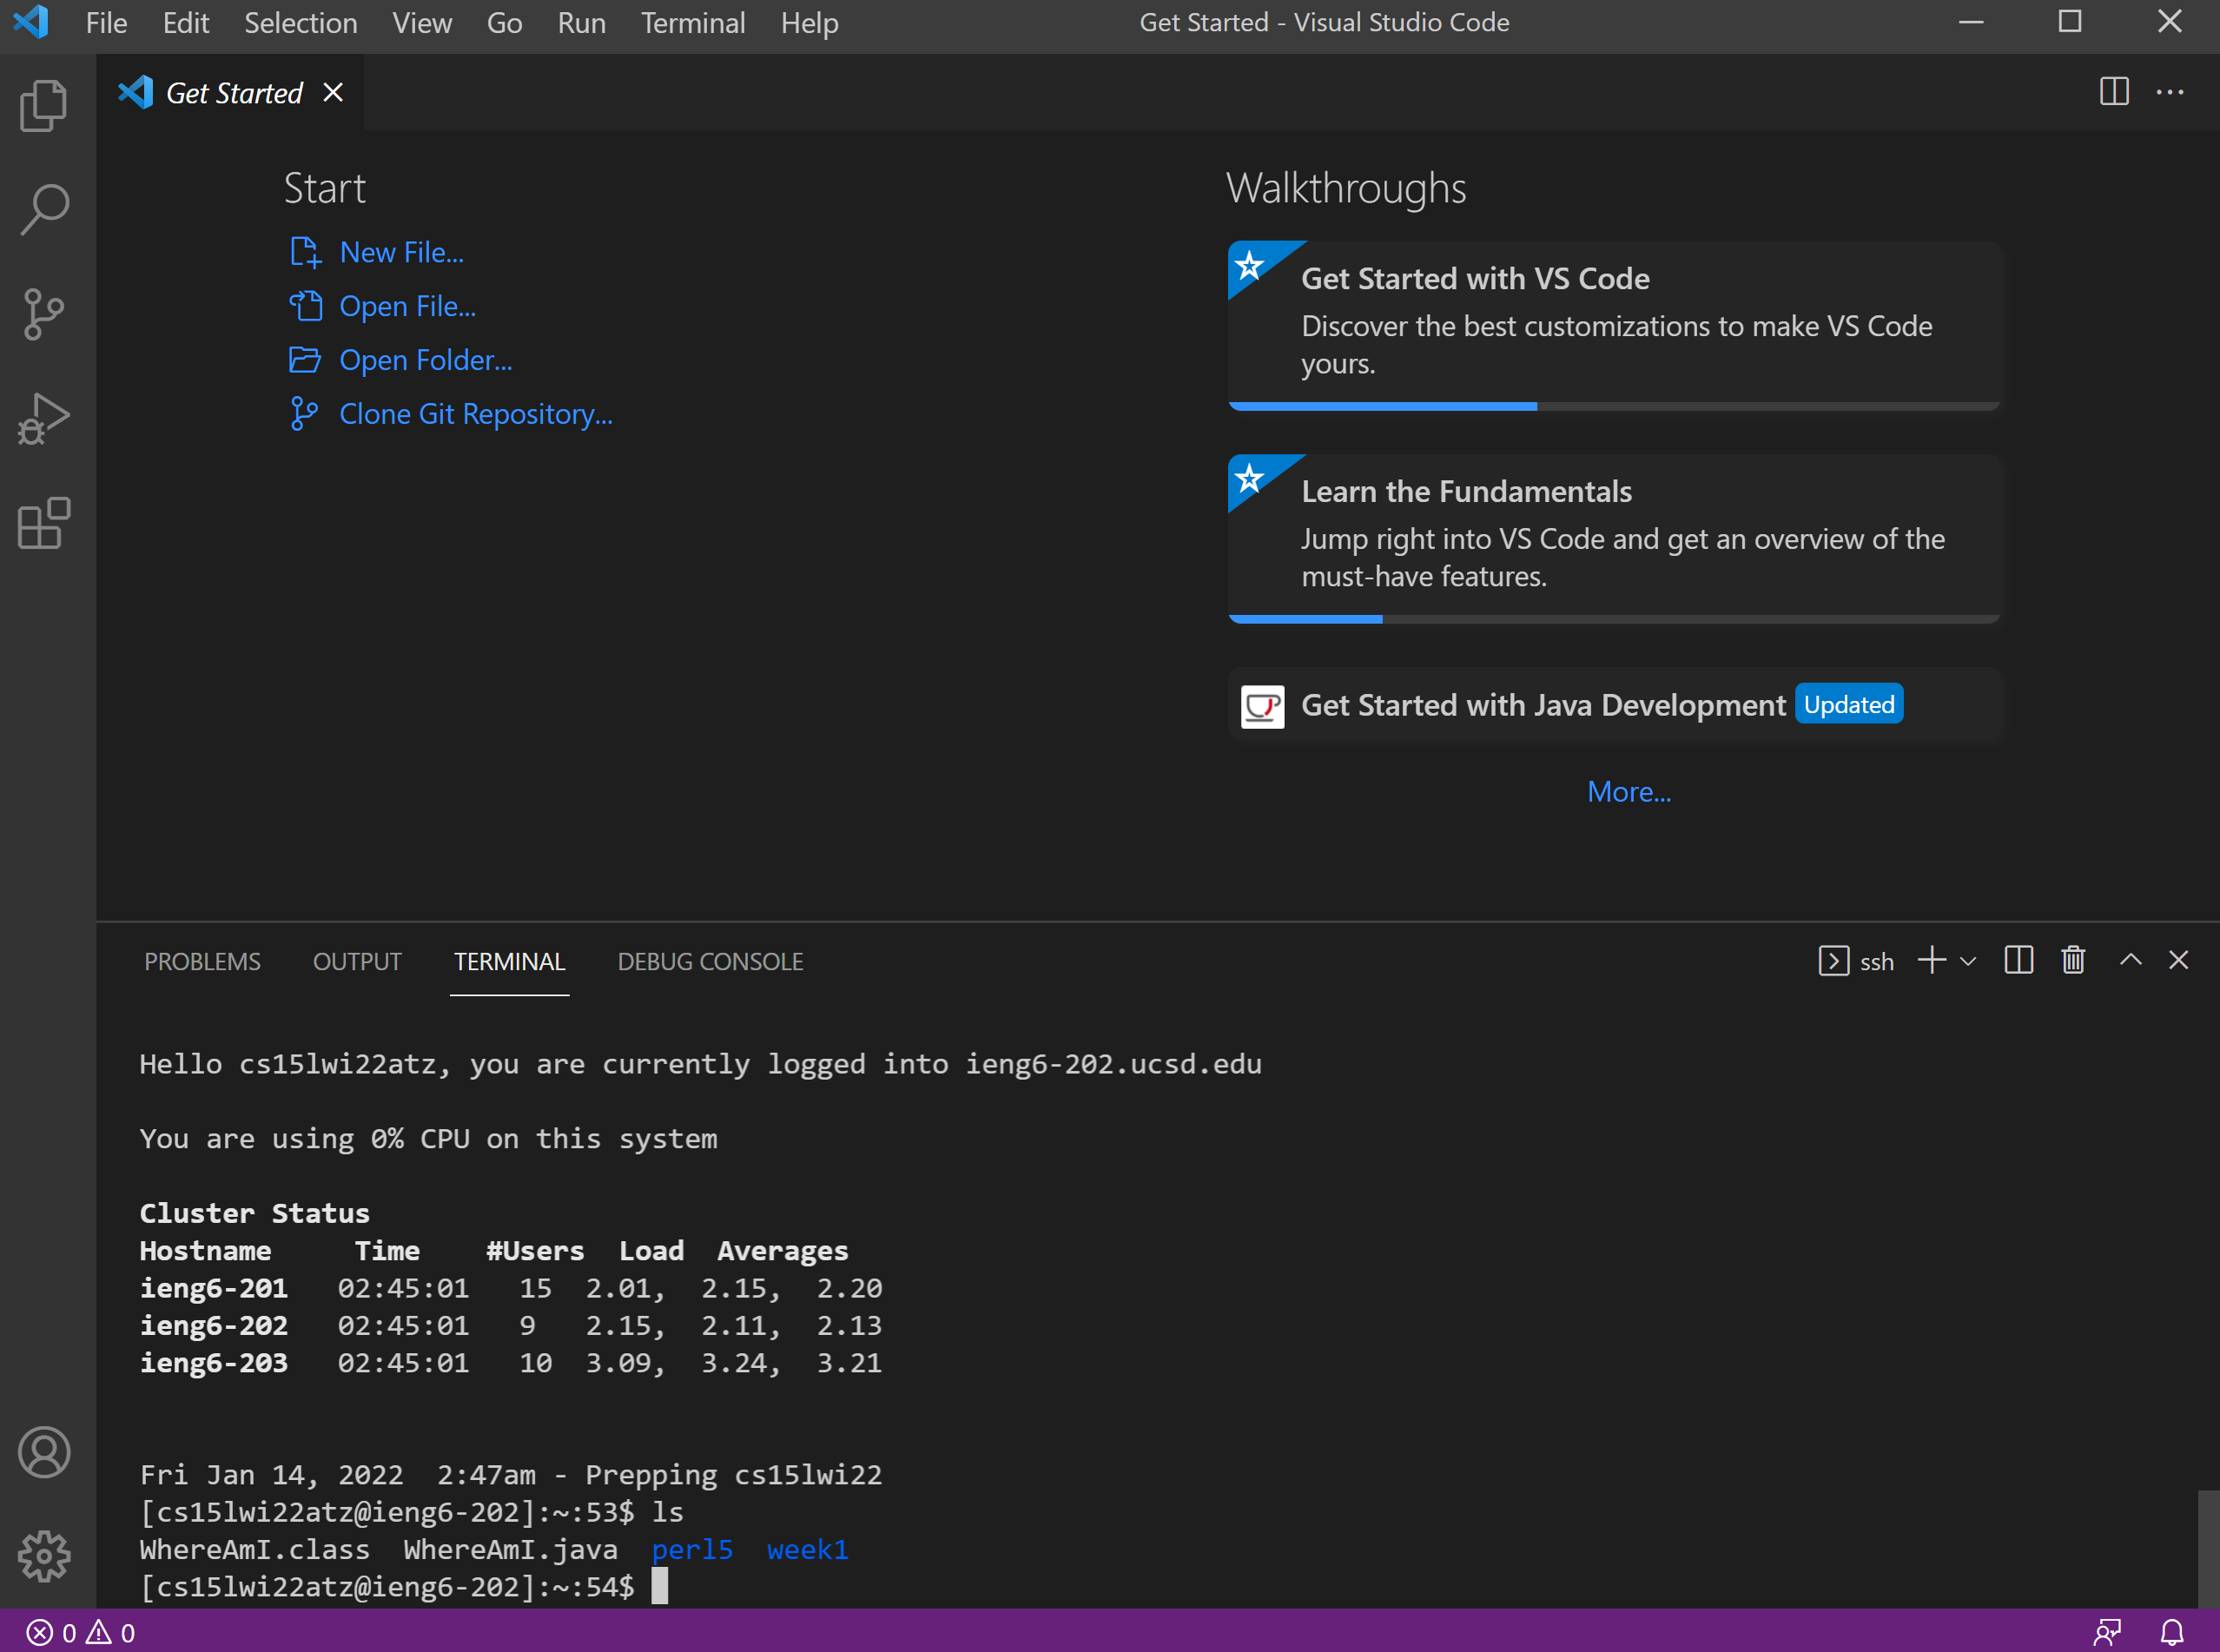 File Edit Selection View Go Run Terminal Help Get Started - Visual Studio Code
Get Started
Start
New File...
Open File...
Open Folder...
Clone Git Repository...
Walkthroughs
Get Started with VS Code
Discover the best customizations to make VS Code
yours.
Learn the Fundamentals
Jump right into VS Code and get an overview of the
must-have features.
Get Started with Java Development Updated
More...
PROBLEMS OUTPUT TERMINAL DEBUG CONSOLE ssh
Hello cs15lwi22atz, you are currently logged into ieng6-202.ucsd.edu
You are using 0% CPU on this system
Cluster Status
Hostname     Time    #Users  Load  Averages
ieng6-201   02:45:01   15  2.01,  2.15,  2.20
ieng6-202   02:45:01   9   2.15,  2.11,  2.13
ieng6-203   02:45:01   10  3.09,  3.24,  3.21
Fri Jan 14, 2022  2:47am - Prepping cs15lwi22
[cs15lwi22atz@ieng6-202]:~:53$ ls
WhereAmI.class  WhereAmI.java  perl5  week1
[cs15lwi22atz@ieng6-202]:~:54$
0 0